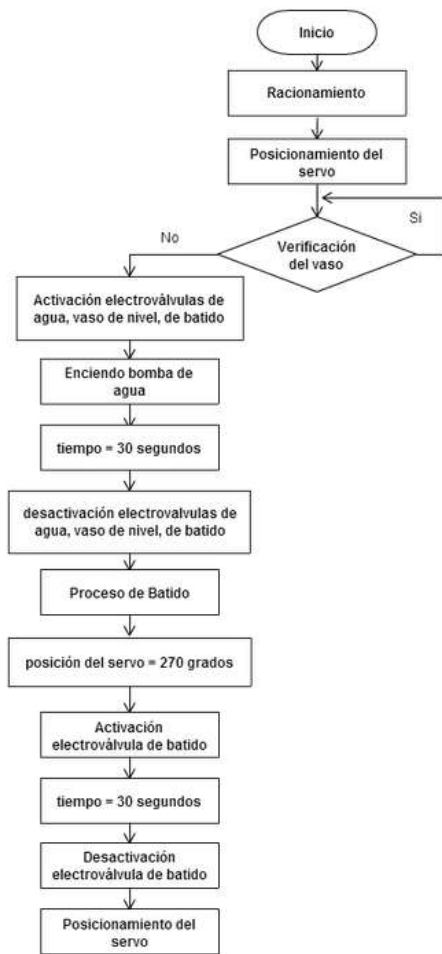 Inicio
Racionamiento
Posicionamiento del
servo
Si
No
Verificación
del vaso
Activación electroválvulas de
agua, vaso de nivel, de batido
Enciendo bomba de
agua
tiempo = 30 segundos
desactivación electrovalvulas de
agua, vaso de nivel, de batido
Proceso de Batido
posición del servo = 270 grados
Activación
electroválvula de batido
tiempo = 30 segundos
Desactivación
electroválvula de batido
Posicionamiento del
servo